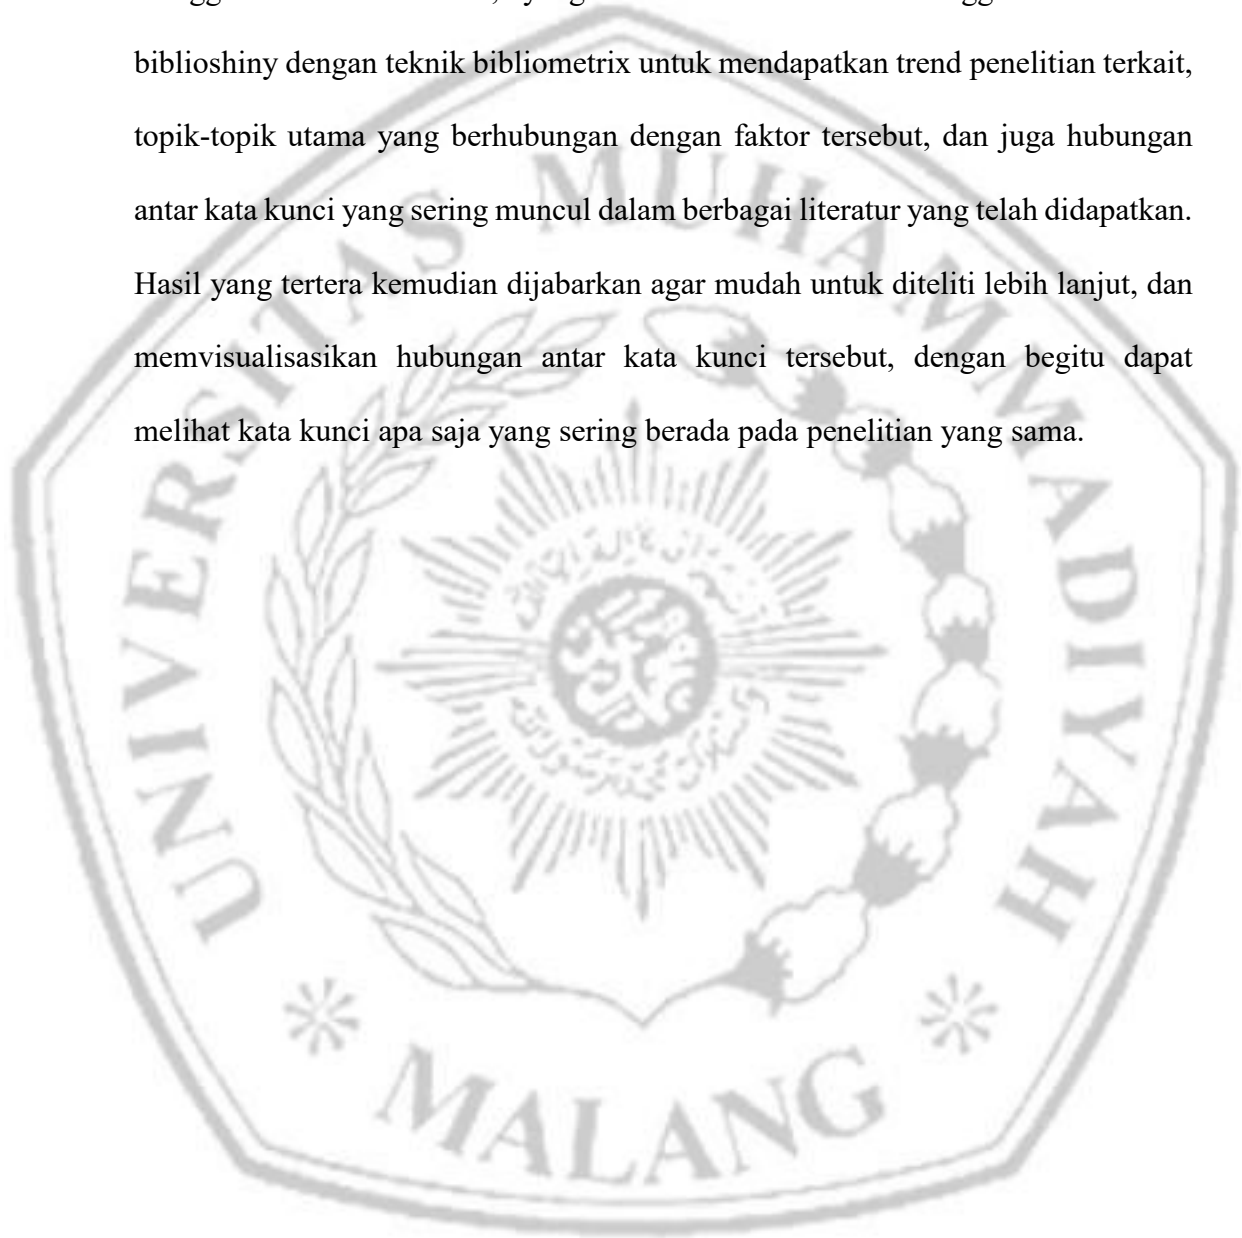 biblioshiny dengan teknik bibliometrix untuk mendapatkan trend penelitian terkait,
topik-topik utama yang berhubungan dengan faktor tersebut, dan juga hubungan
antar kata kunci yang sering muncul dalam berbagai literatur yang telah didapatkan.
Hasil yang tertera kemudian dijabarkan agar mudah untuk diteliti lebih lanjut, dan
memvisualisasikan hubungan antar kata kunci tersebut, dengan begitu dapat
melihat kata kunci apa saja yang sering berada pada penelitian yang sama.
UNIVERSITAS MUHAMMADIYAH
MALANG